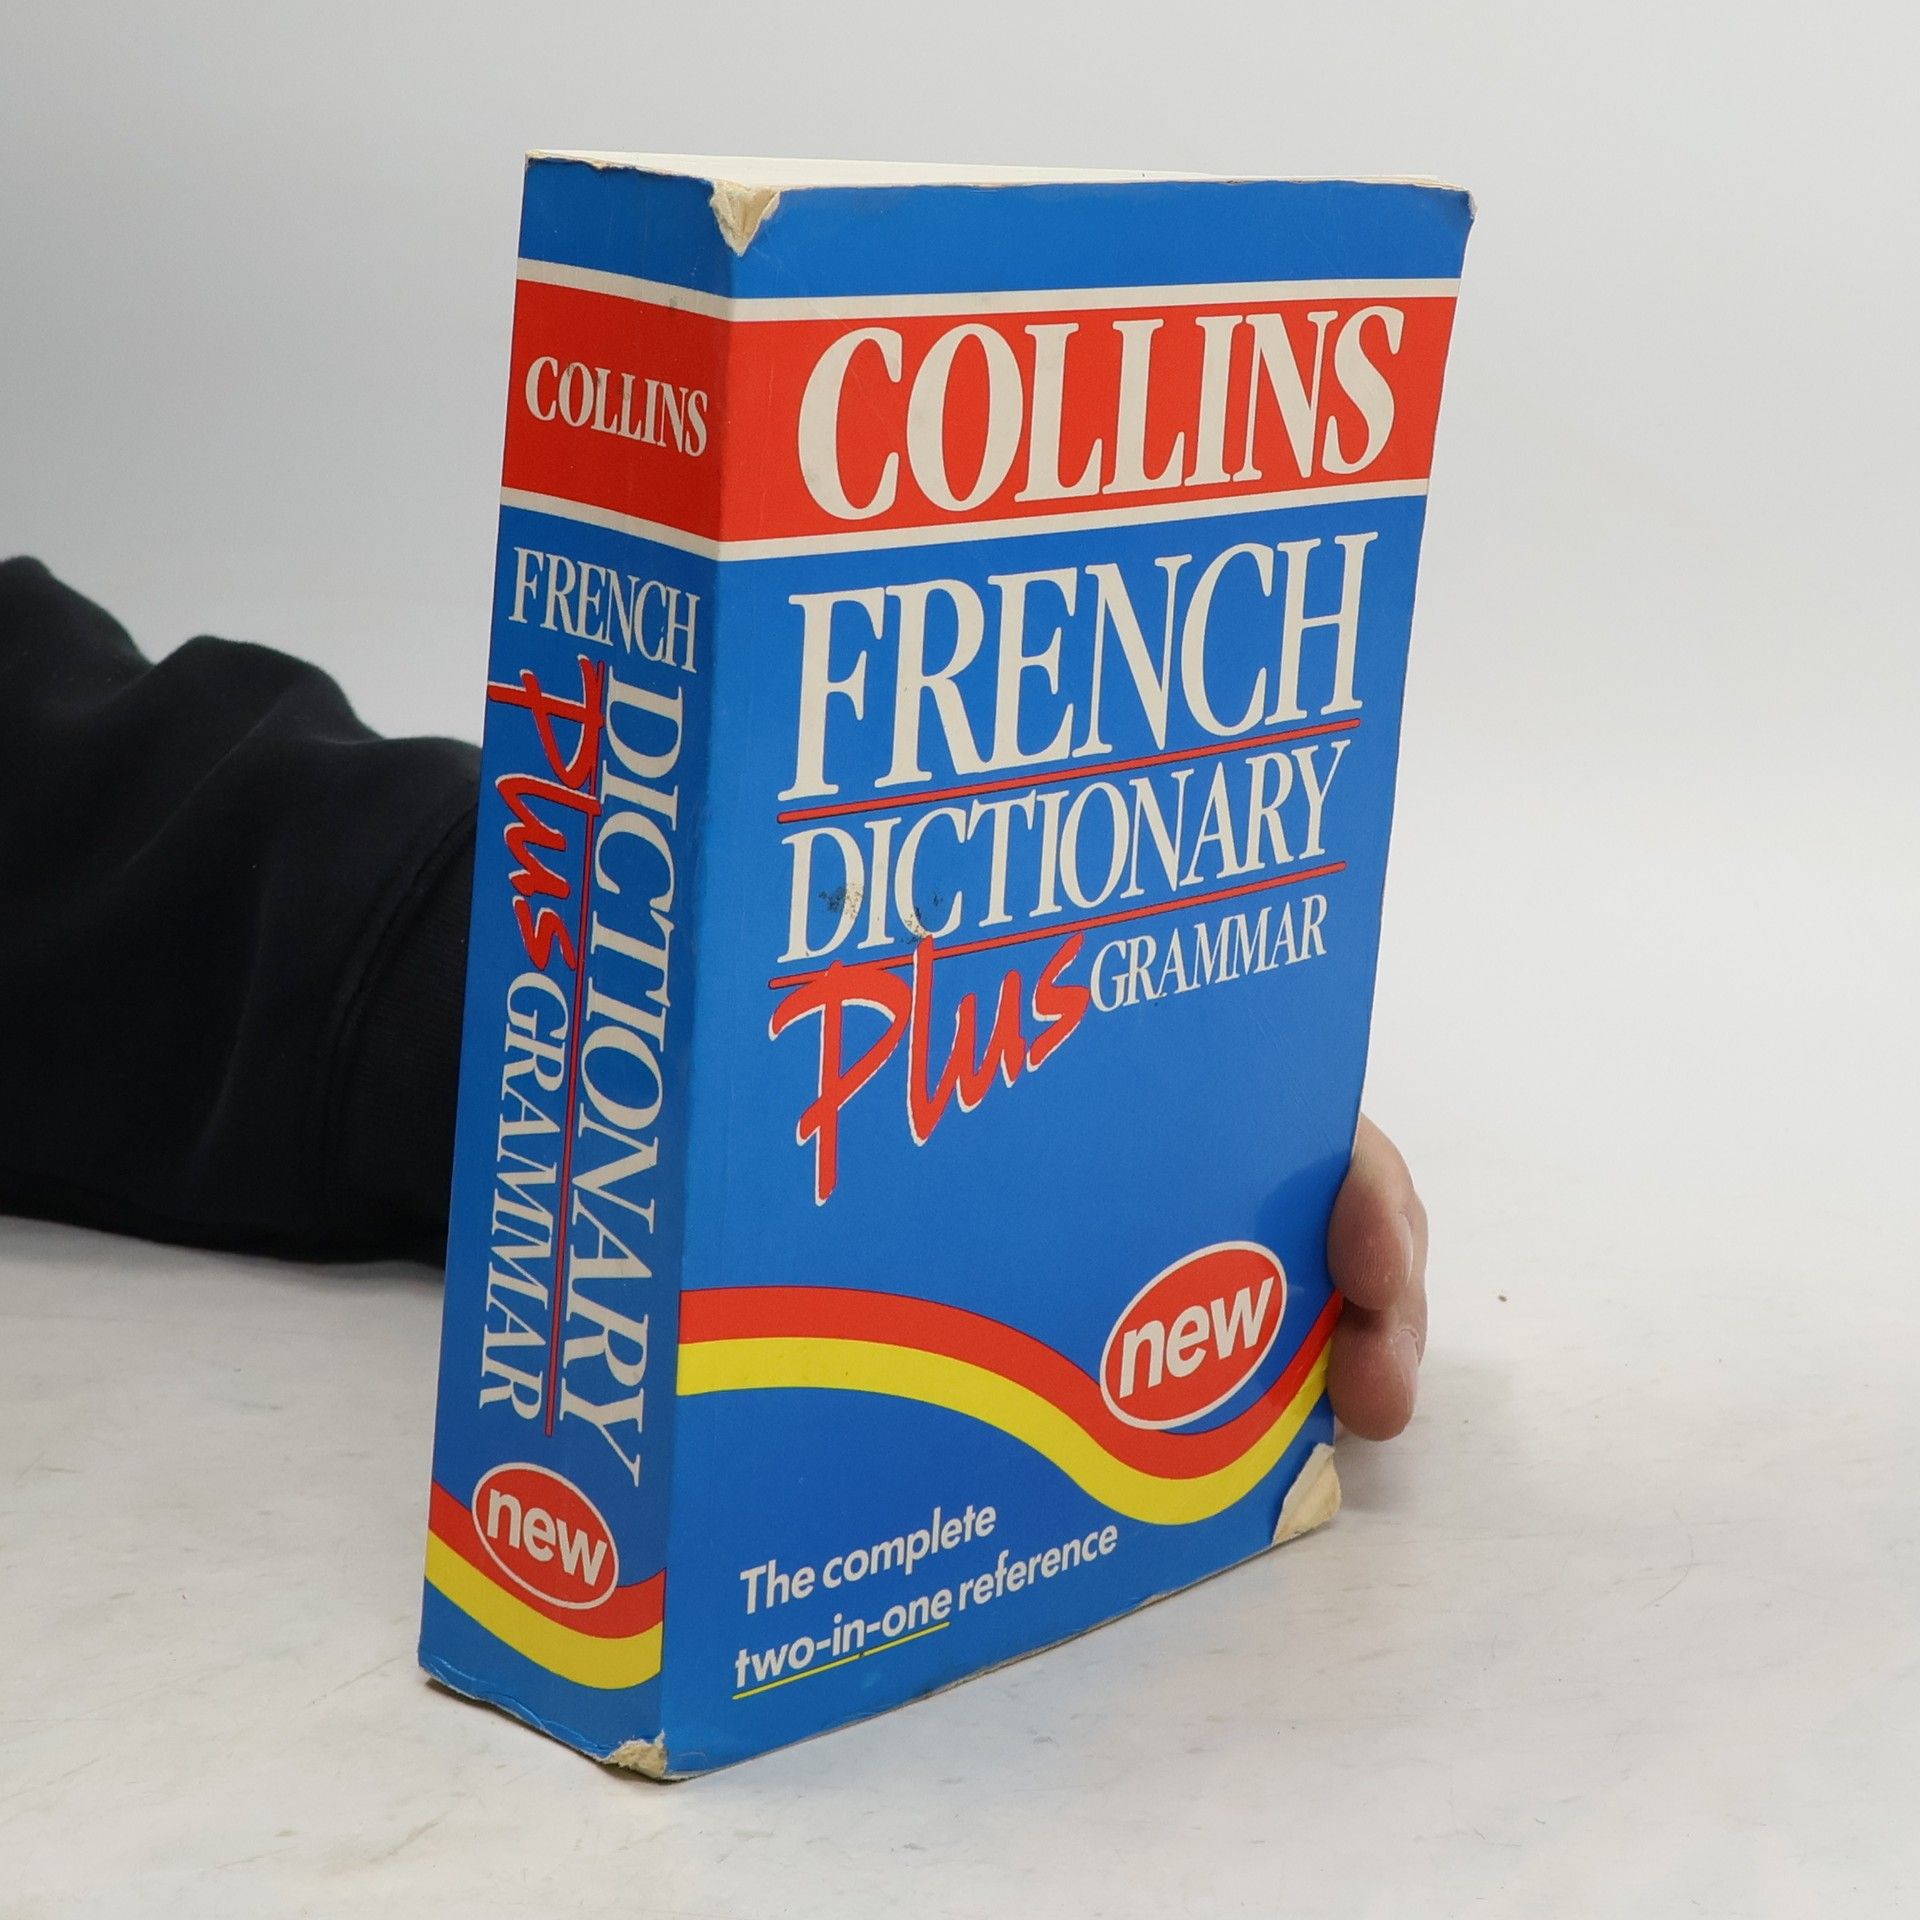 COLLINS
FRENCH
DICTIONARY
Plus GRAMMAR
new
COLLINS
FRENCH
DICTIONARY
Plus GRAMMAR
new
The complete
two-in-one reference